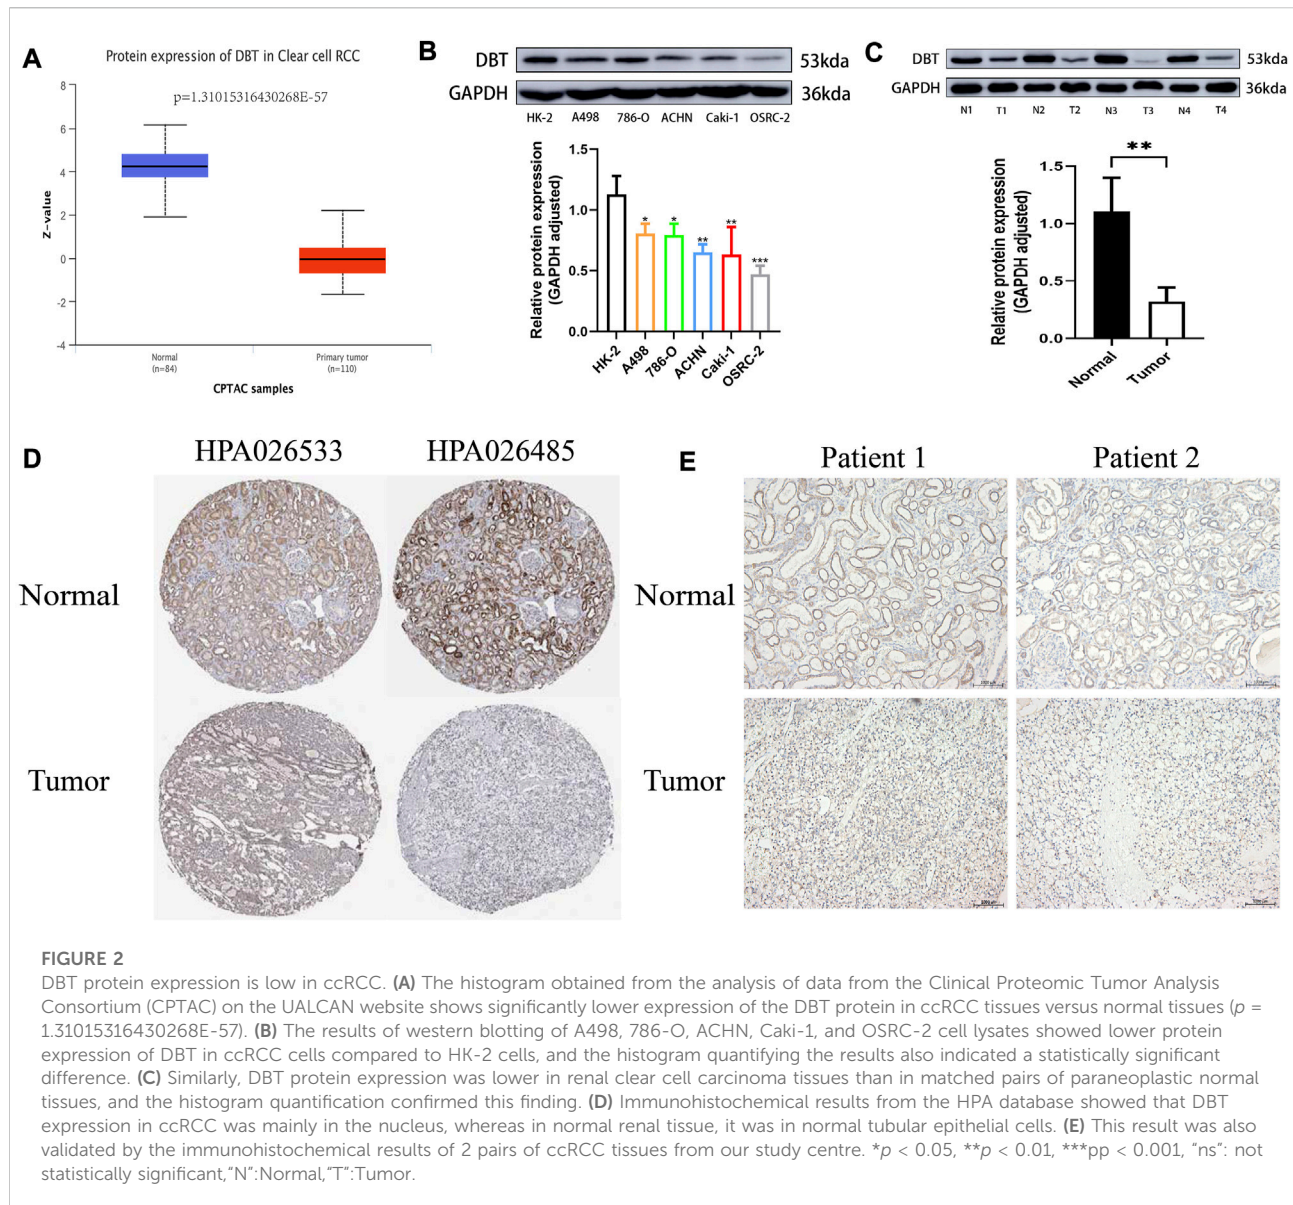 A
Protein expression of DBT in Clear cell RCC
p=1.31015316430268E-57
8
6
4
2
0
-2
-4
Z-value
Normal
(n=84)
Primary tumor
(n=110)
CPTAC samples
B
DBT
53kda
GAPDH
36kda
HK-2 A498 786-O ACHN Caki-1 OSRC-2
Relative protein expression
(GAPDH adjusted)
1.5
1.0
0.5
0.0
* * ** ** ***
HK-2
A498
786-O
ACHN
Caki-1
OSRC-2
C
DBT
53kda
GAPDH
36kda
N1 T1 N2 T2 N3 T3 N4 T4
Relative protein expression
(GAPDH adjusted)
1.5
1.0
0.5
0.0
**
Normal
Tumor
D
HPA026533 HPA026485
Normal
Tumor
E
Patient 1 Patient 2
Normal
Tumor
FIGURE 2
DBT protein expression is low in ccRCC. (A) The histogram obtained from the analysis of data from the Clinical Proteomic Tumor Analysis
Consortium (CPTAC) on the UALCAN website shows significantly lower expression of the DBT protein in ccRCC tissues versus normal tissues (p =
1.31015316430268E-57). (B) The results of western blotting of A498, 786-O, ACHN, Caki-1, and OSRC-2 cell lysates showed lower protein
expression of DBT in ccRCC cells compared to HK-2 cells, and the histogram quantifying the results also indicated a statistically significant
difference. (C) Similarly, DBT protein expression was lower in renal clear cell carcinoma tissues than in matched pairs of paraneoplastic normal
tissues, and the histogram quantification confirmed this finding. (D) Immunohistochemical results from the HPA database showed that DBT
expression in ccRCC was mainly in the nucleus, whereas in normal renal tissue, it was in normal tubular epithelial cells. (E) This result was also
validated by the immunohistochemical results of 2 pairs of ccRCC tissues from our study centre. *p < 0.05, **p < 0.01, ***pp < 0.001, “ns”: not
statistically significant,“N”:Normal,“T”:Tumor.